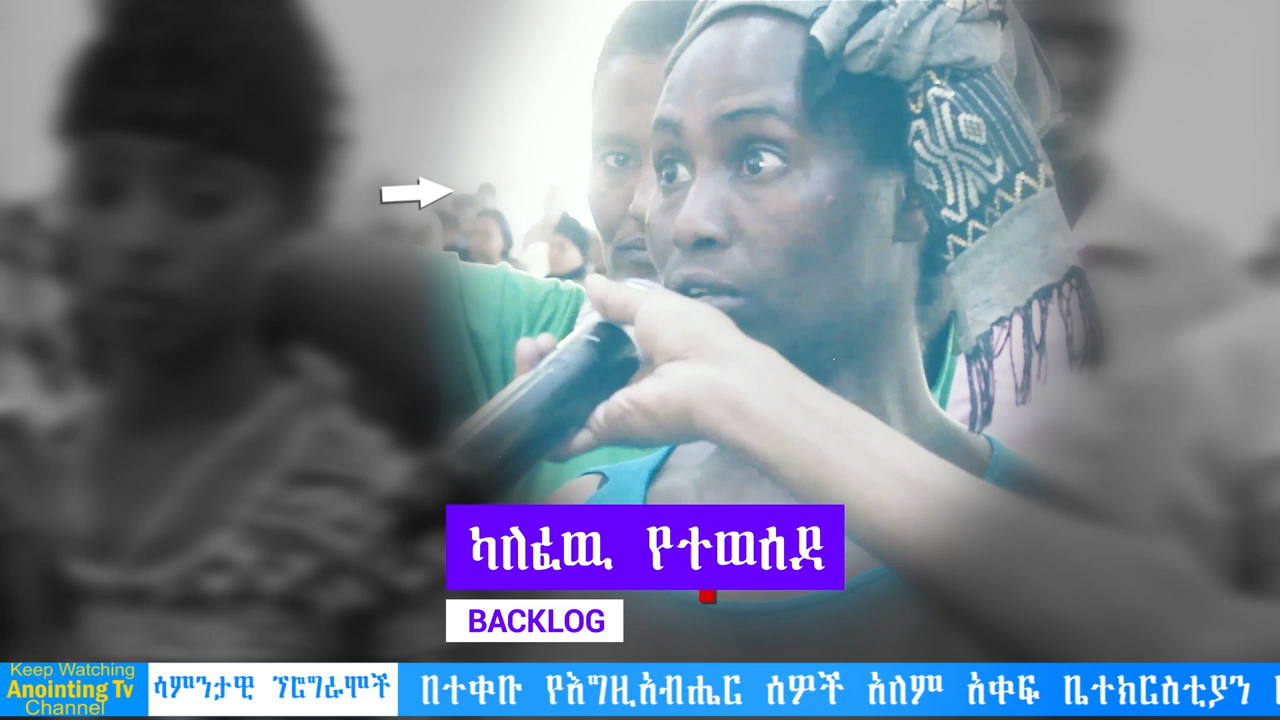 ካለፈዉ የተወሰደ
BACKLOG
Keep Watching
Anointing Tv
Channel
ሳምንታዊ ፕሮግራሞች
በተቀቡ የእግዚአብሔር ሰዎች አለም አቀፍ ቤተክርስቲያን